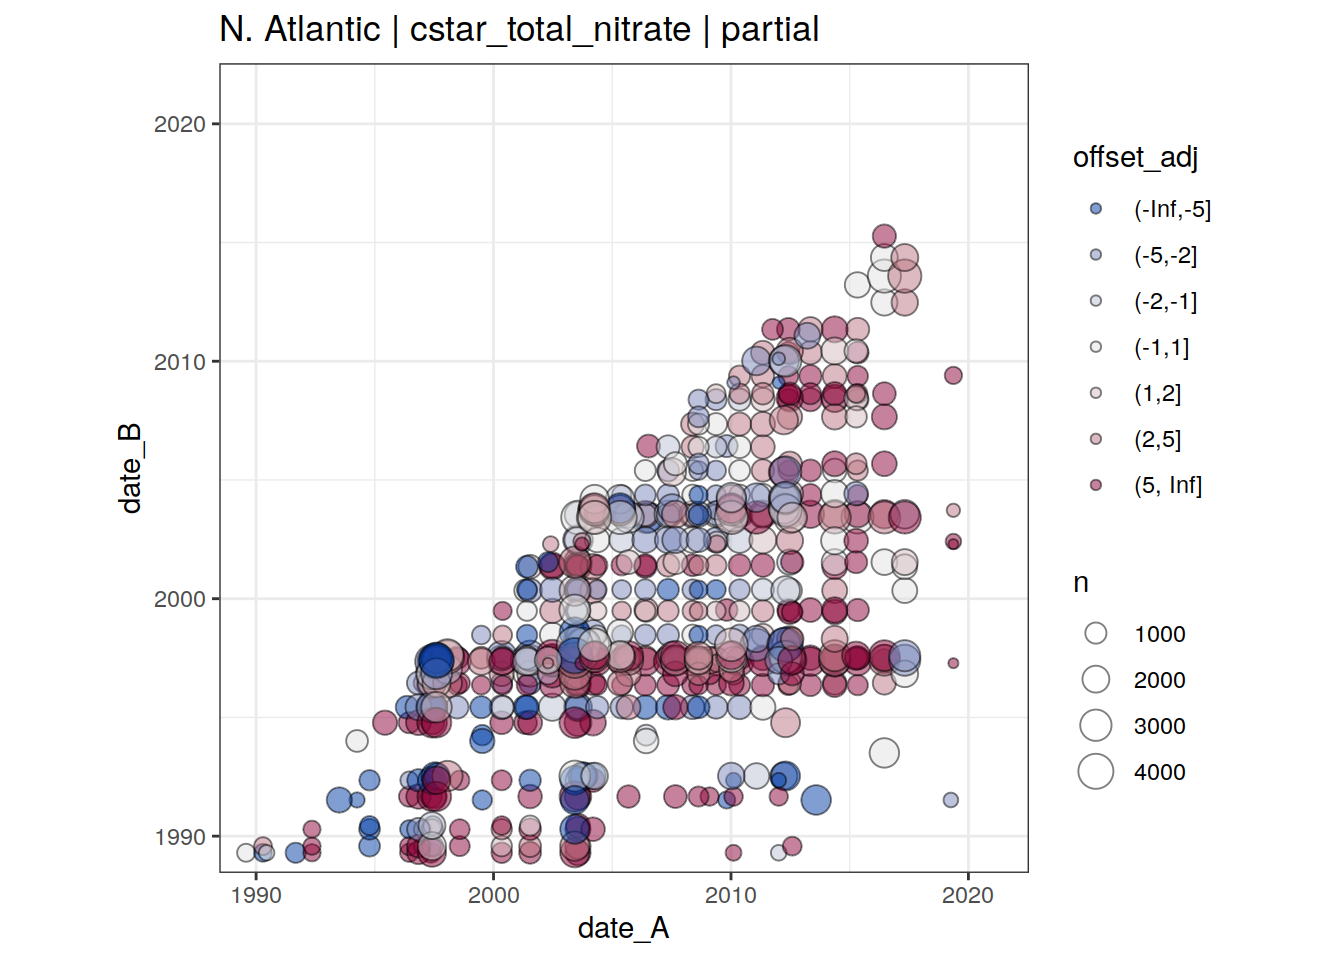 N. Atlantic | cstar_total_nitrate | partial
date_B
2020
2010
2000
1990
1990 2000 2010 2020
date_A
offset_adj
(-Inf,-5]
(-5,-2]
(-2,-1]
(-1,1]
(1,2]
(2,5]
(5, Inf]
n
1000
2000
3000
4000